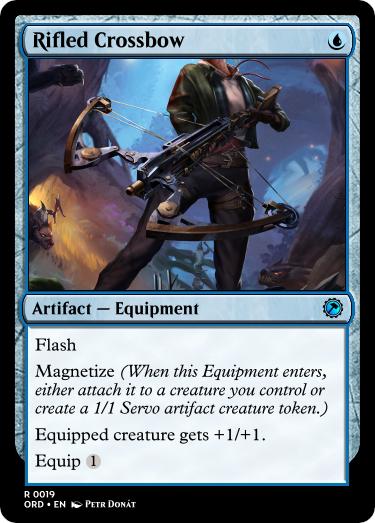 Rifled Crossbow
Artifact — Equipment
Flash
Magnetize (When this Equipment enters,
either attach it to a creature you control or
create a 1/1 Servo artifact creature token.)
Equipped creature gets +1/+1.
Equip 1
R 0019
ORD • EN Petr Donát